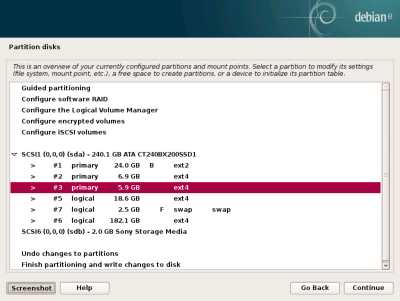 debian
Partition disks
This is an overview of your currently configured partitions and mount points. Select a partition to modify its settings
(file system, mount point, etc.), a free space to create partitions, or a device to initialize its partition table.
Guided partitioning
Configure software RAID
Configure the Logical Volume Manager
Configure encrypted volumes
Configure iSCSI volumes
SCSI1 (0,0,0) (sda) - 240.1 GB ATA CT240BX200SSD1
> #1 primary 24.0 GB B ext2
> #2 primary 6.9 GB ext4
> #3 primary 5.9 GB ext4
> #5 logical 18.6 GB ext4
> #7 logical 2.5 GB F swap swap
> #6 logical 182.1 GB ext4
SCSI6 (0,0,0) (sdb) - 2.0 GB Sony Storage Media
Undo changes to partitions
Finish partitioning and write changes to disk
Screenshot Help Go Back Continue